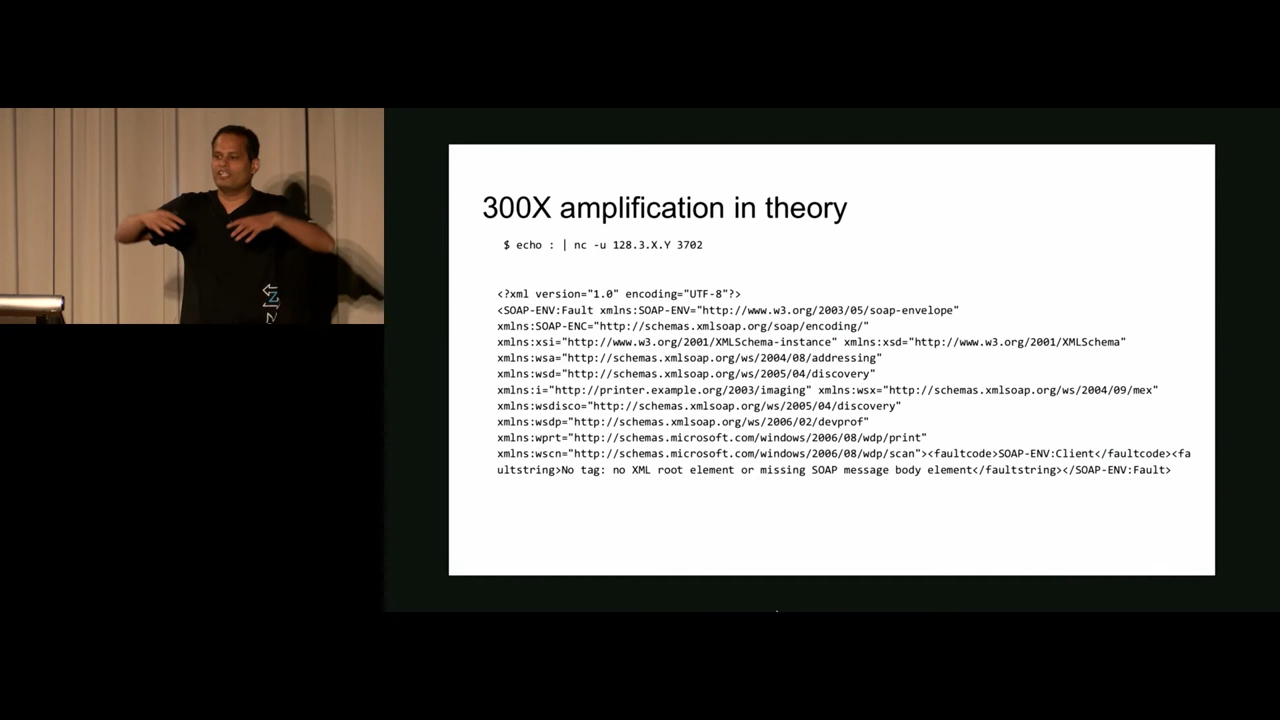 300X amplification in theory
$ echo : | nc -u 128.3.X.Y 3702
<?xml version="1.0" encoding="UTF-8"?>
<SOAP-ENV:Fault xmlns:SOAP-ENV="http://www.w3.org/2003/05/soap-envelope"
xmlns:SOAP-ENC="http://schemas.xmlsoap.org/soap/encoding/"
xmlns:xsi="http://www.w3.org/2001/XMLSchema-instance" xmlns:xsd="http://www.w3.org/2001/XMLSchema"
xmlns:wsa="http://schemas.xmlsoap.org/ws/2004/08/addressing"
xmlns:wsd="http://schemas.xmlsoap.org/ws/2005/04/discovery"
xmlns:i="http://printer.example.org/2003/imaging" xmlns:wsx="http://schemas.xmlsoap.org/ws/2004/09/mex"
xmlns:wsdisco="http://schemas.xmlsoap.org/ws/2005/04/discovery"
xmlns:wsdp="http://schemas.xmlsoap.org/ws/2006/02/devprof"
xmlns:wprt="http://schemas.microsoft.com/windows/2006/08/wdp/print"
xmlns:wscn="http://schemas.microsoft.com/windows/2006/08/wdp/scan"><faultcode>SOAP-ENV:Client</faultcode><fa
ultstring>No tag: no XML root element or missing SOAP message body element</faultstring></SOAP-ENV:Fault>